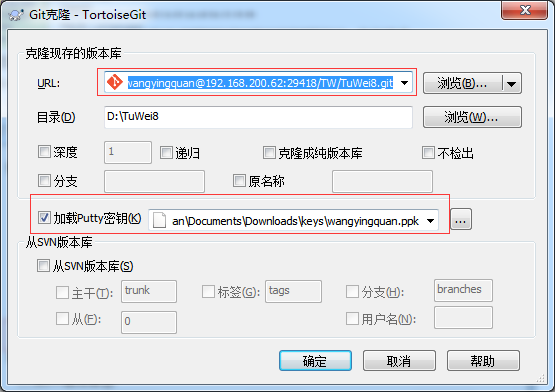 Git克隆 - TortoiseGit
克隆现存的版本库
URL: wangyingquan@192.168.200.62:29418/TW/TuWei8.git 浏览(B)...
目录(D) D:\TuWei8 浏览(W)...
深度 1 递归 克隆成纯版本库 不检出
分支 原名称
加载Putty密钥(K) an\Documents\Downloads\keys\wangyingquan.ppk ...
从SVN版本库
从SVN版本库(S)
主干(T): trunk 标签(G): tags 分支(H): branches
从(F): 0 用户名(N):
确定 取消 帮助